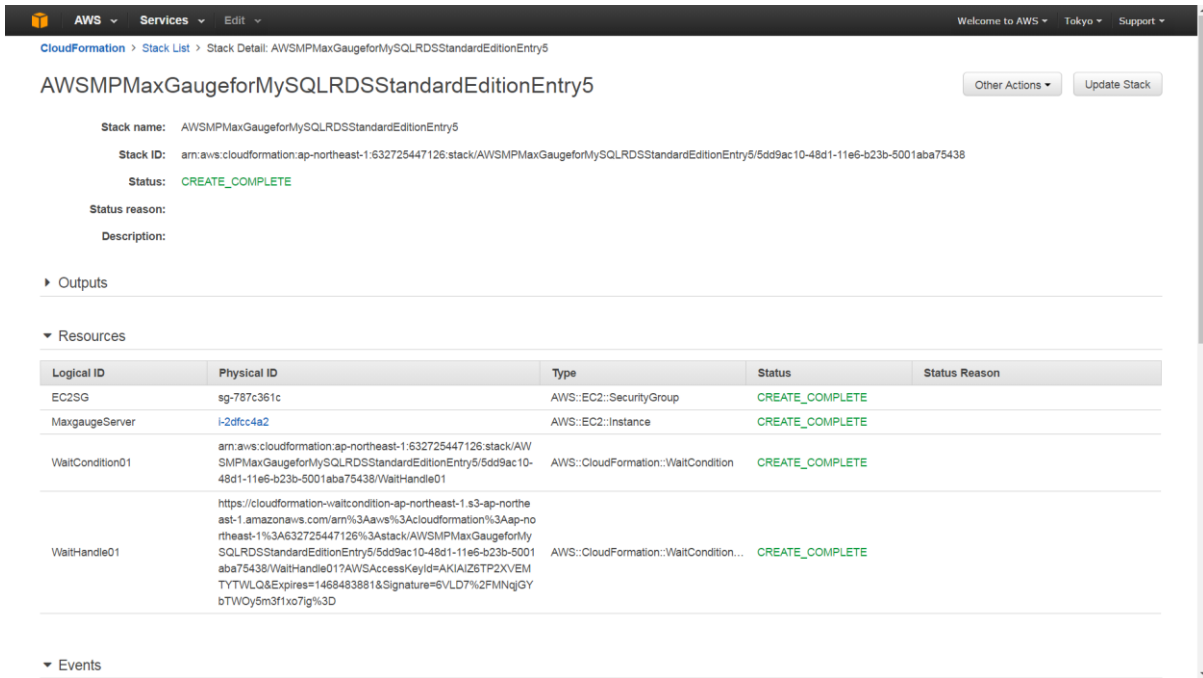 AWS Services Edit Welcome to AWS Tokyo Support
CloudFormation > Stack List > Stack Detail: AWSMPMaxGaugeforMySQLRDSStandardEditionEntry5
AWSMPMaxGaugeforMySQLRDSStandardEditionEntry5 Other Actions Update Stack
Stack name: AWSMPMaxGaugeforMySQLRDSStandardEditionEntry5
Stack ID: arn:aws:cloudformation:ap-northeast-1:632725447126:stack/AWSMPMaxGaugeforMySQLRDSStandardEditionEntry5/5dd9ac10-48d1-11e6-b23b-5001aba75438
Status: CREATE_COMPLETE
Status reason:
Description:
Outputs
Resources
Logical ID Physical ID Type Status Status Reason
EC2SG sg-787c361c AWS::EC2::SecurityGroup CREATE_COMPLETE
MaxgaugeServer i-2dfcc4a2 AWS::EC2::Instance CREATE_COMPLETE
arn:aws:cloudformation:ap-northeast-1:632725447126:stack/AW
WaitCondition01 SMPMaxGaugeforMySQLRDSStandardEditionEntry5/5dd9ac10- AWS::CloudFormation::WaitCondition CREATE_COMPLETE
48d1-11e6-b23b-5001aba75438/WaitHandle01
https://cloudformation-waitcondition-ap-northeast-1.s3-ap-northe
ast-1.amazonaws.com/arn%3Aaws%3Acloudformation%3Aap-no
rtheast-1%3A632725447126%3Astack/AWSMPMaxGaugeforMy
WaitHandle01 SQLRDSStandardEditionEntry5/5dd9ac10-48d1-11e6-b23b-5001 AWS::CloudFormation::WaitCondition... CREATE_COMPLETE
aba75438/WaitHandle01?AWSAccessKeyId=AKIAIZ6TP2XVEM
TYTWLQ&Expires=1468483881&Signature=6VLD7%2FMNqjGY
bTWOy5m3f1xo7ig%3D
Events